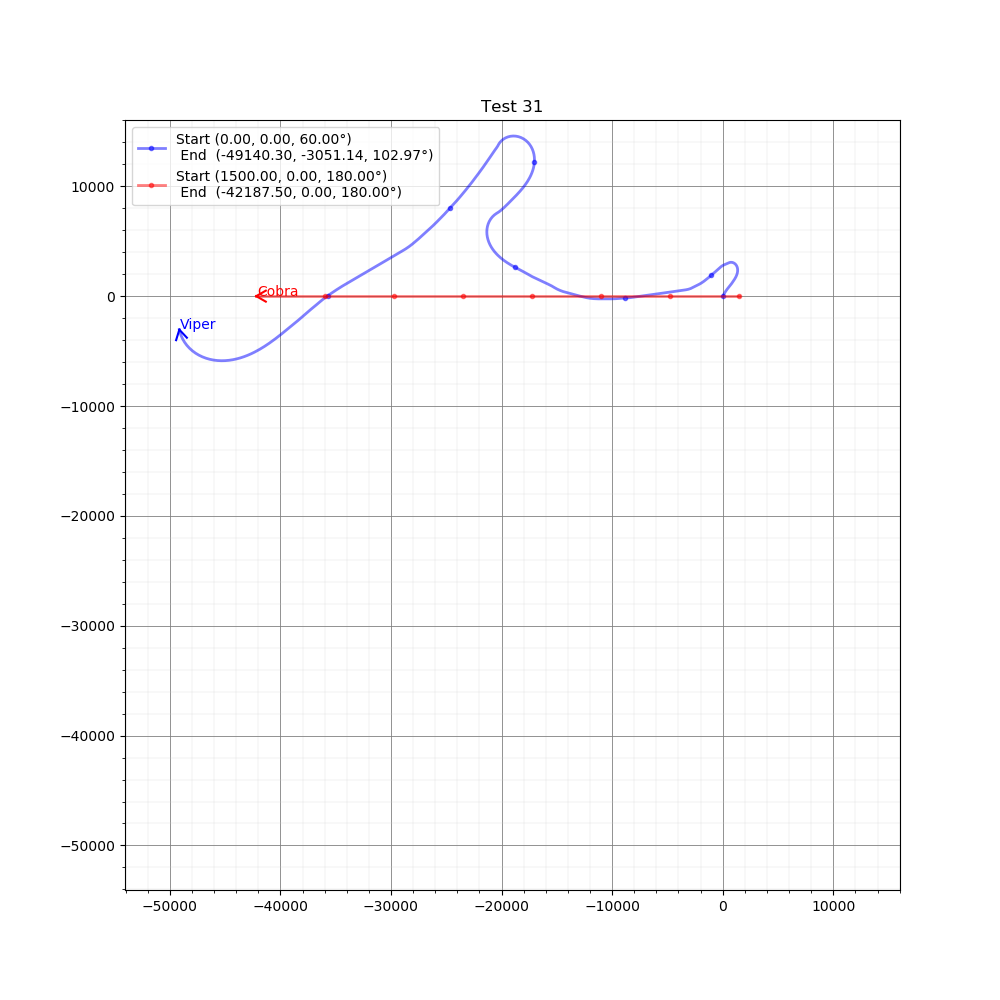 Test 31
Start (0.00, 0.00, 60.00°)
End  (-49140.30, -3051.14, 102.97°)
Start (1500.00, 0.00, 180.00°)
End  (-42187.50, 0.00, 180.00°)
10000
0
−10000
−20000
−30000
−40000
−50000
Cobra
Viper
−50000
−40000
−30000
−20000
−10000
0
10000